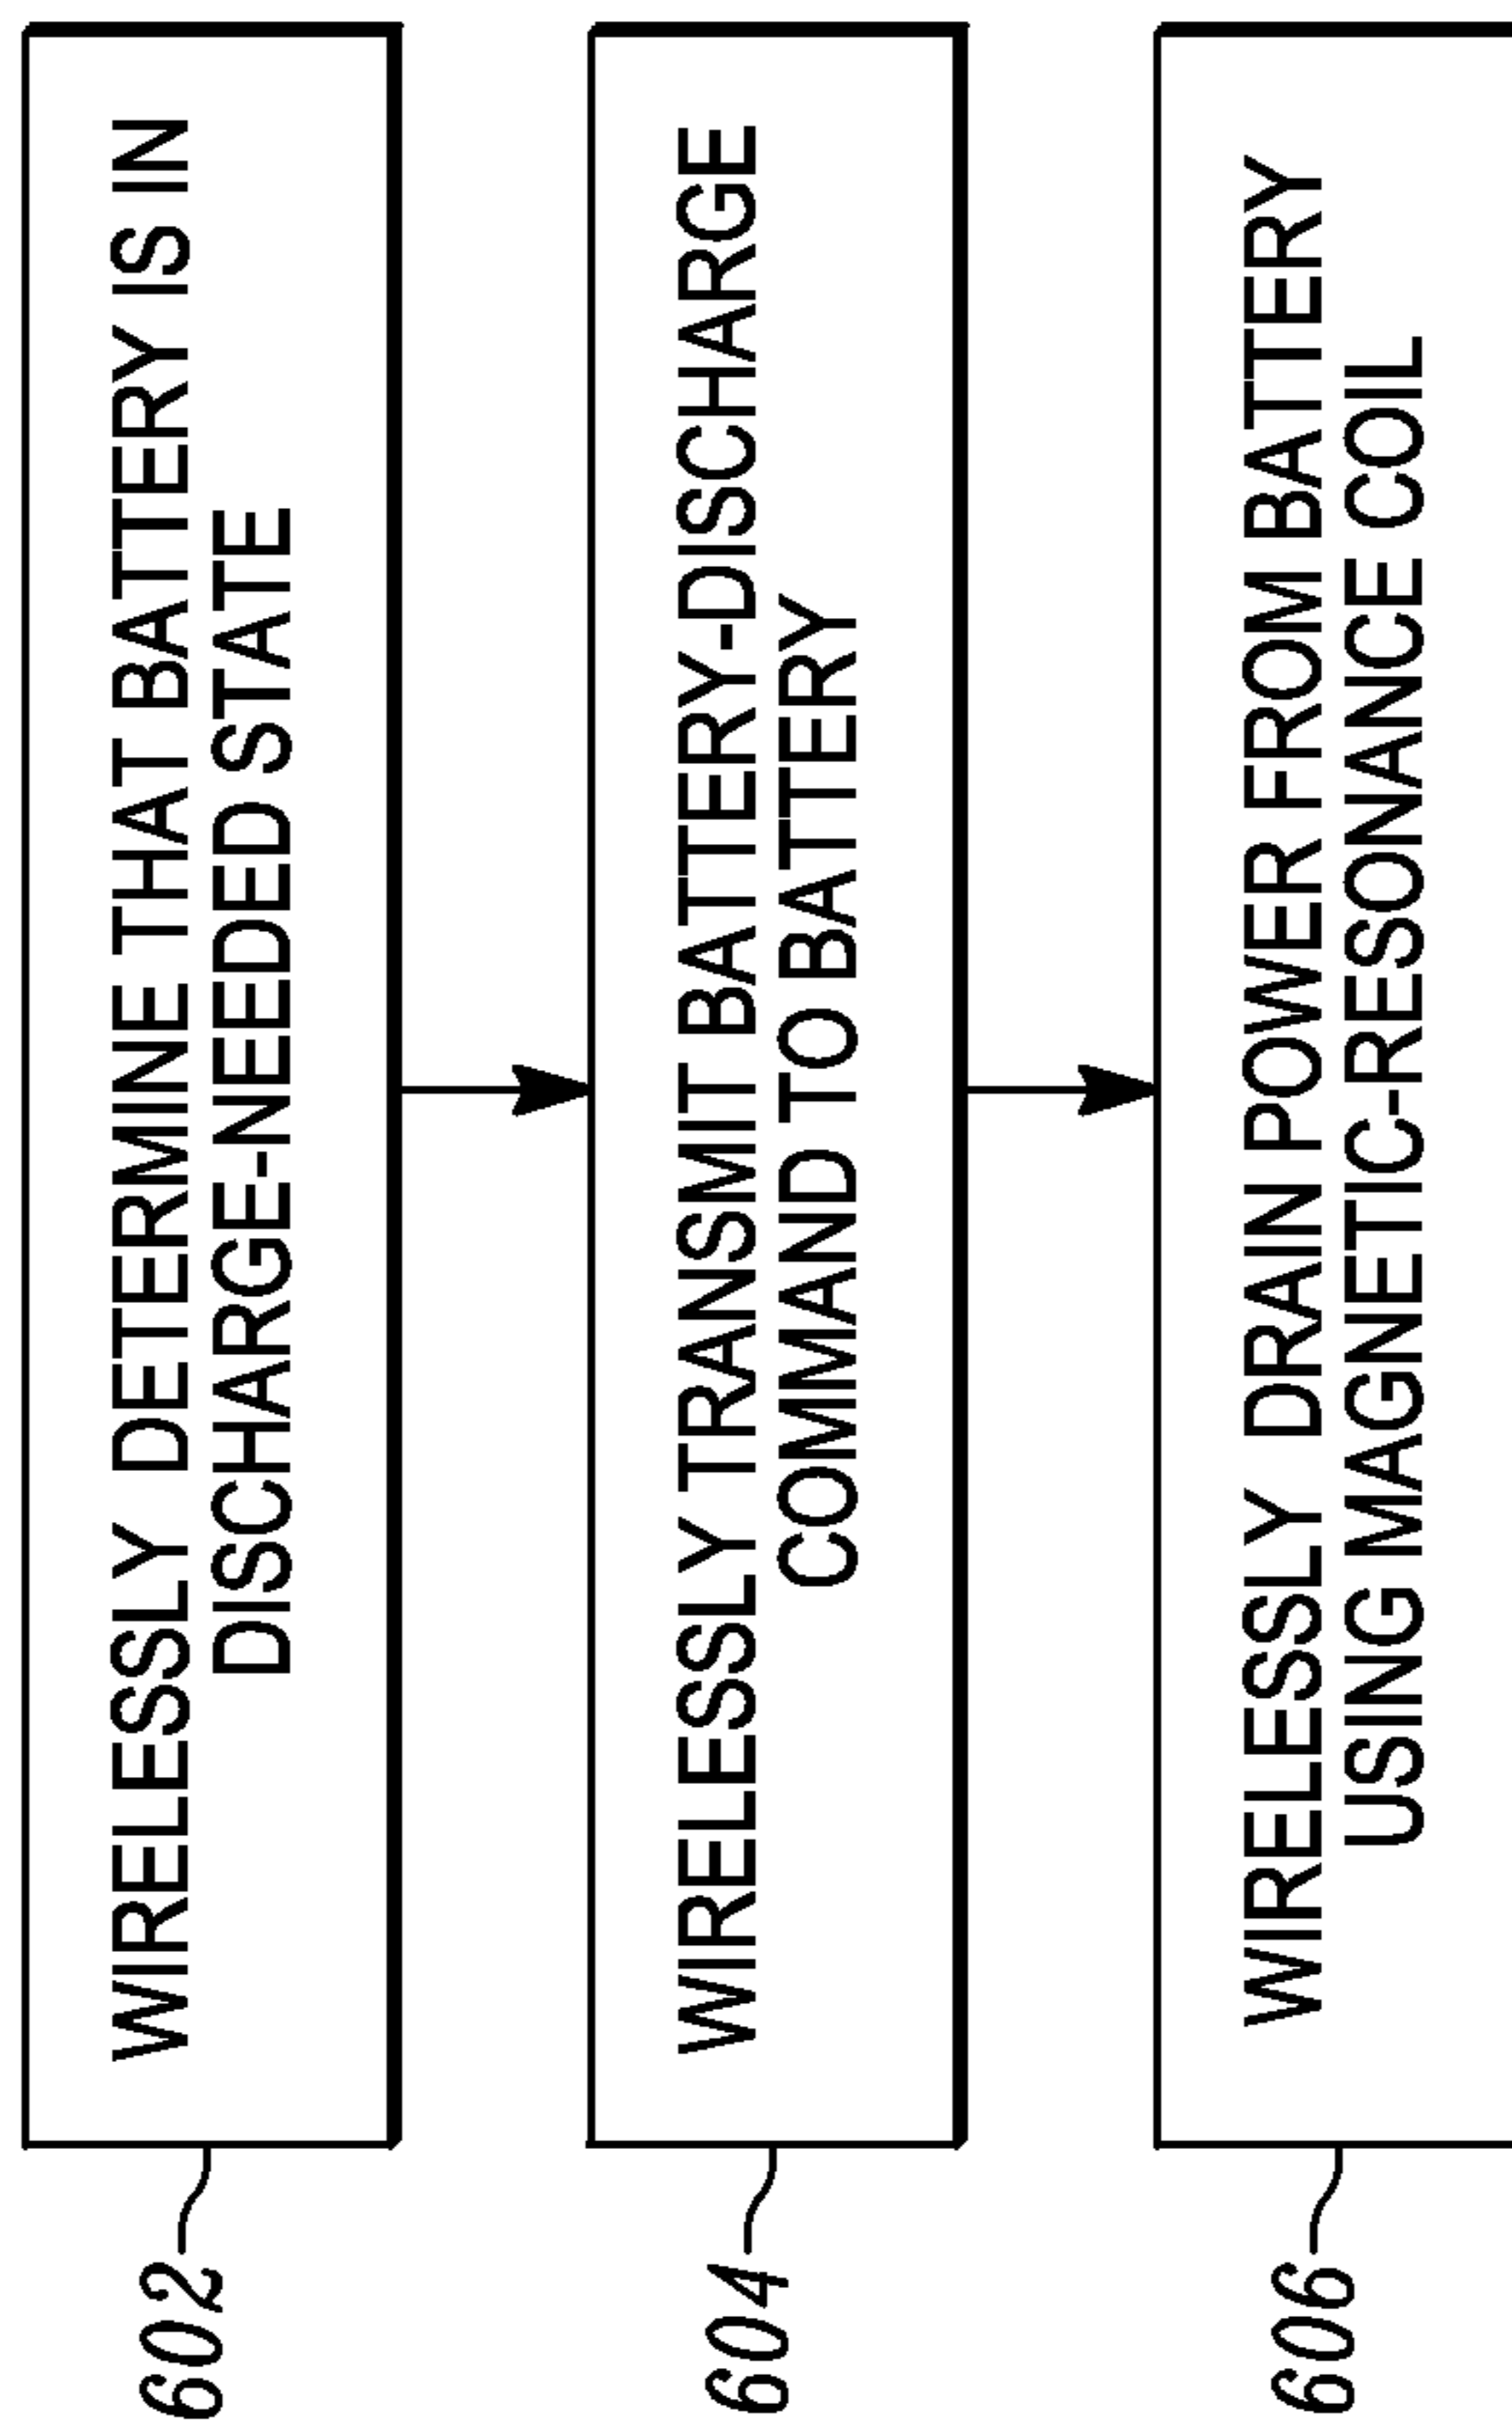 602
WIRELESSLY DETERMINE THAT BATTERY IS IN
DISCHARGE-NEEDED STATE
604
WIRELESSLY TRANSMIT BATTERY-DISCHARGE
COMMAND TO BATTERY
606
WIRELESSLY DRAIN POWER FROM BATTERY
USING MAGNETIC-RESONANCE COIL